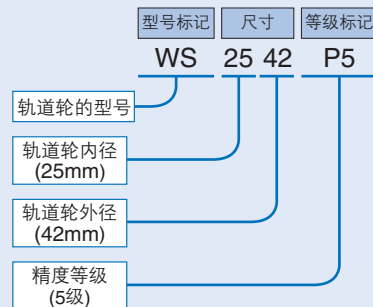 型号标记 尺寸 等级标记
WS 25 42 P5
轨道轮的型号
轨道轮内径
(25mm)
轨道轮外径
(42mm)
精度等级
(5级)